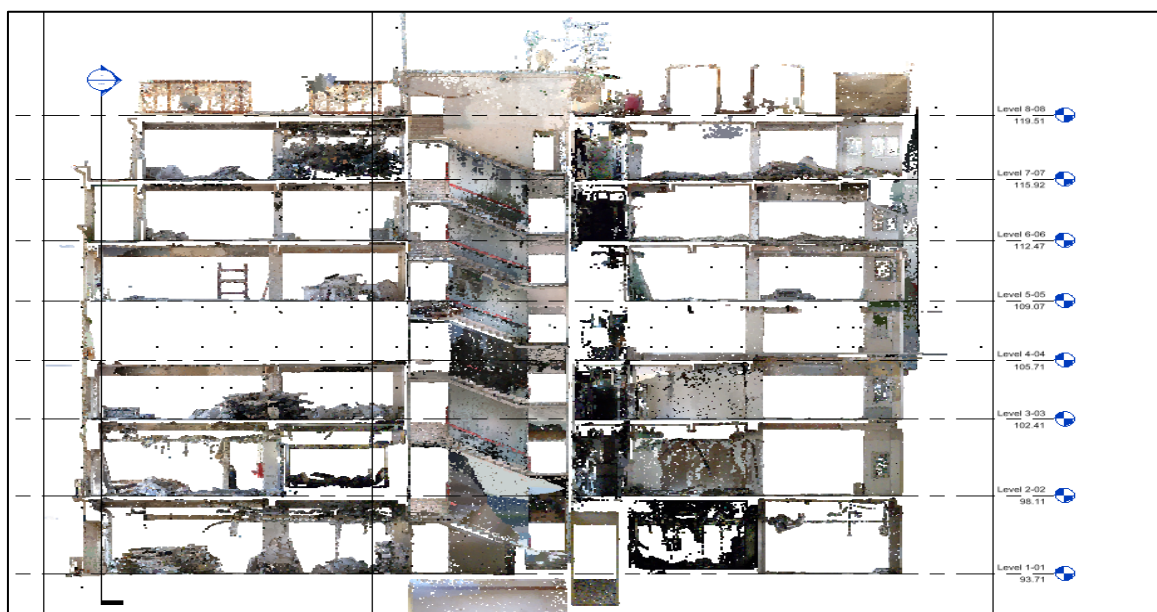 Level 8-08
119.51
Level 7-07
115.92
Level 6-06
112.47
Level 5-05
109.07
Level 4-04
105.71
Level 3-03
102.41
Level 2-02
98.11
Level 1-01
93.71